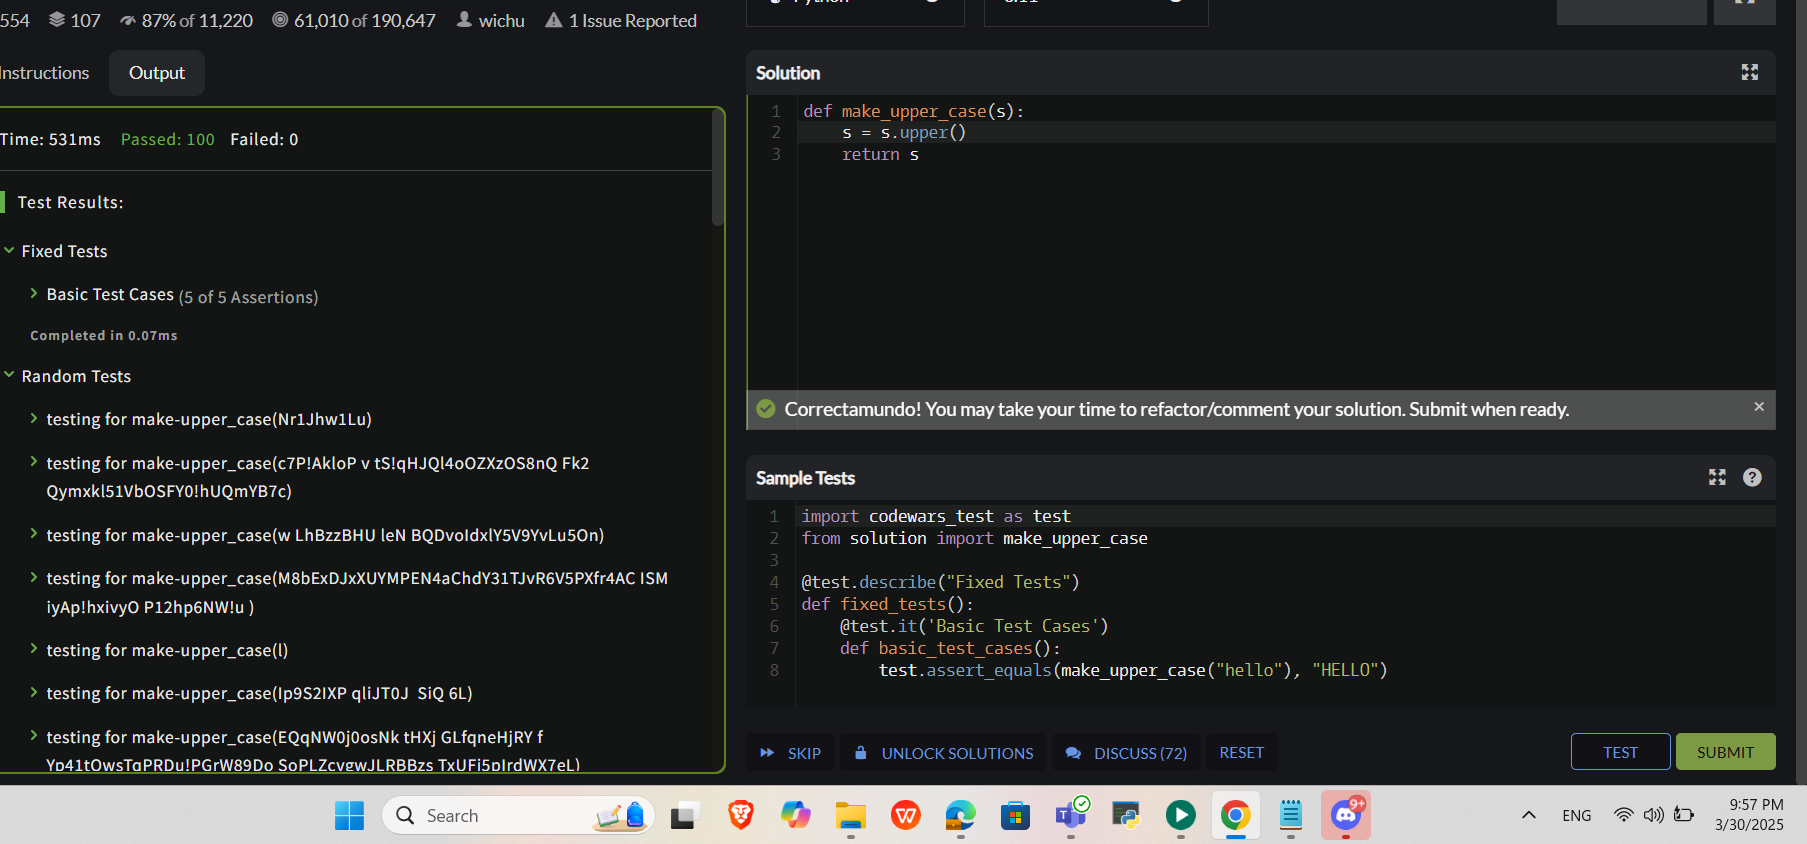 554 107 87% of 11,220 61,010 of 190,647 wichu 1 Issue Reported
Instructions Output
Time: 531ms Passed: 100 Failed: 0
Test Results:
Fixed Tests
Basic Test Cases (5 of 5 Assertions)
Completed in 0.07ms
Random Tests
testing for make-upper_case(Nr1Jhw1Lu)
testing for make-upper_case(c7P!AkloP v tS!qHJQl4oOZXzOS8nQ Fk2
Qymxkl51VbOSFY0!hUQmYB7c)
testing for make-upper_case(w LhBzzBHU leN BQDvoIdxlY5V9YvLu5On)
testing for make-upper_case(M8bExDJxXUYMPEN4aChdY31TJvR6V5PXfr4AC ISM
iyAp!hxivyO P12hp6NW!u )
testing for make-upper_case(l)
testing for make-upper_case(Ip9S2IXP qliJT0J  SiQ 6L)
testing for make-upper_case(EQqNW0j0osNk tHXj GLfqneHjRY f
Yp41tOwsTqPRDu!PGrW89Do SoPLZcvgwJLRBBzs TxUFi5pIrdWX7eL)
Python
Solution
1 def make_upper_case(s):
2     s = s.upper()
3     return s
Correctamundo! You may take your time to refactor/comment your solution. Submit when ready.
Sample Tests
1 import codewars_test as test
2 from solution import make_upper_case
3
4 @test.describe("Fixed Tests")
5 def fixed_tests():
6     @test.it('Basic Test Cases')
7     def basic_test_cases():
8         test.assert_equals(make_upper_case("hello"), "HELLO")
SKIP UNLOCK SOLUTIONS DISCUSS (72) RESET TEST SUBMIT
Search 9+ ENG 9:57 PM
3/30/2025